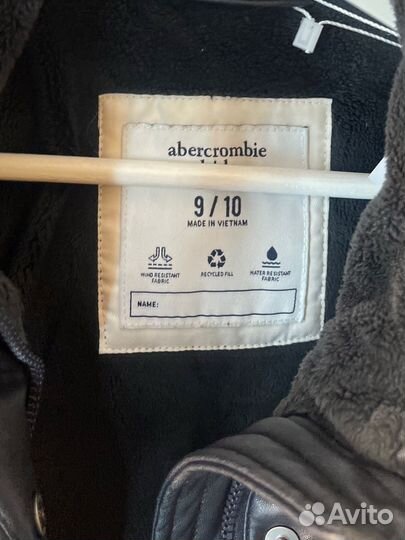 abercrombie
9/10
MADE IN VIETNAM
WIND RESISTANT
FABRIC
RECYCLED FILL
WATER RESISTANT
FABRIC
NAME:
Avito